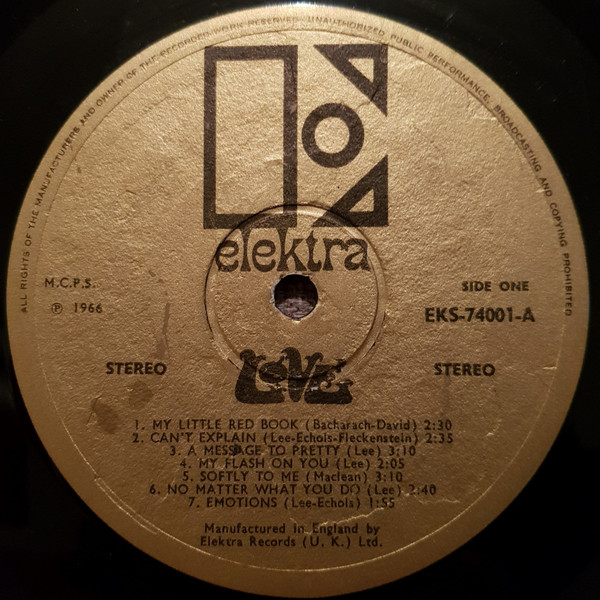 ALL RIGHTS OF THE MANUFACTURERS AND OWNER OF THE RECORDED WORK RESERVED. UNAUTHORIZED PUBLIC PERFORMANCE, BROADCASTING AND COPYING PROHIBITED
elektra
M.C.P.S.
℗ 1966
SIDE ONE
EKS-74001-A
STEREO
LOVE
STEREO
1. MY LITTLE RED BOOK (Bacharach-David) 2:30
2. CAN'T EXPLAIN (Lee-Echols-Fleckenstein) 2:35
3. A MESSAGE TO PRETTY (Lee) 3:10
4. MY FLASH ON YOU (Lee) 2:05
5. SOFTLY TO ME (Maclean) 3:10
6. NO MATTER WHAT YOU DO (Lee) 2:40
7. EMOTIONS (Lee-Echols) 1:55
Manufactured in England by
Elektra Records (U. K.) Ltd.